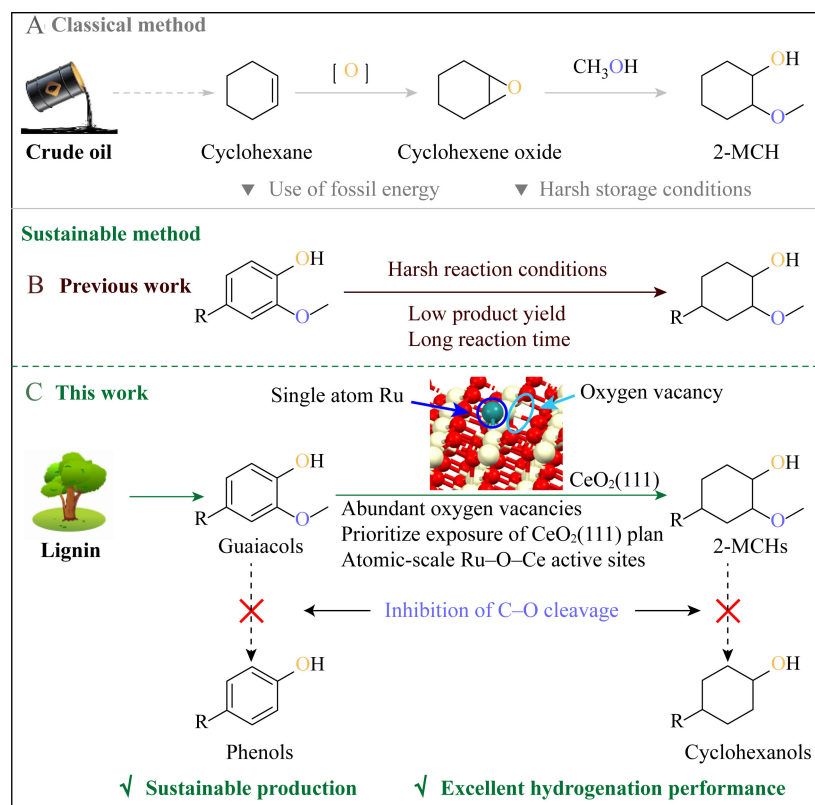 A Classical method
[ O ]
CH₃OH
O
OH
O
Crude oil
Cyclohexane
Cyclohexene oxide
2-MCH
▼ Use of fossil energy
▼ Harsh storage conditions
Sustainable method
B Previous work
OH
O
R
Harsh reaction conditions
Low product yield
Long reaction time
OH
O
R
C This work
Single atom Ru
Oxygen vacancy
CeO₂(111)
Lignin
OH
O
R
Guaiacols
Abundant oxygen vacancies
Prioritize exposure of CeO₂(111) plan
Atomic-scale Ru–O–Ce active sites
OH
O
R
2-MCHs
Inhibition of C–O cleavage
OH
R
Phenols
OH
R
Cyclohexanols
√ Sustainable production
√ Excellent hydrogenation performance